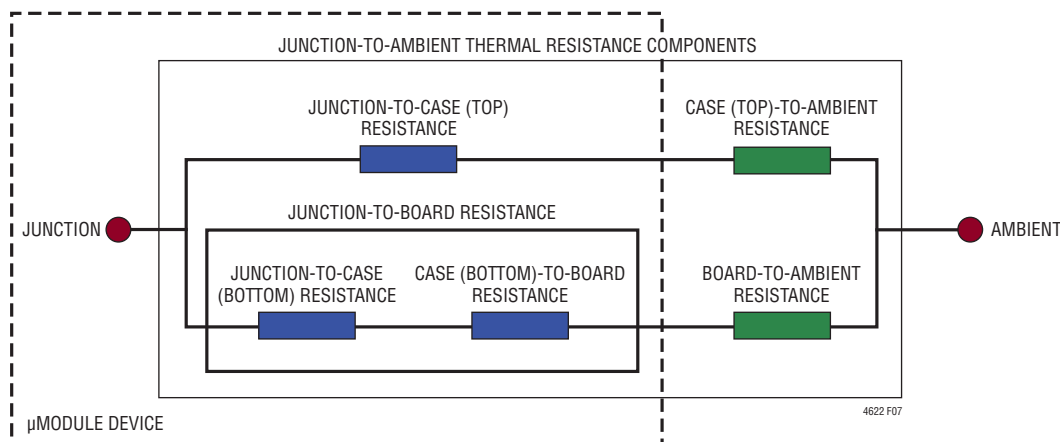 JUNCTION-TO-AMBIENT THERMAL RESISTANCE COMPONENTS
JUNCTION-TO-CASE (TOP)
RESISTANCE
CASE (TOP)-TO-AMBIENT
RESISTANCE
JUNCTION
JUNCTION-TO-BOARD RESISTANCE
AMBIENT
JUNCTION-TO-CASE
(BOTTOM) RESISTANCE
CASE (BOTTOM)-TO-BOARD
RESISTANCE
BOARD-TO-AMBIENT
RESISTANCE
4622 F07
µMODULE DEVICE